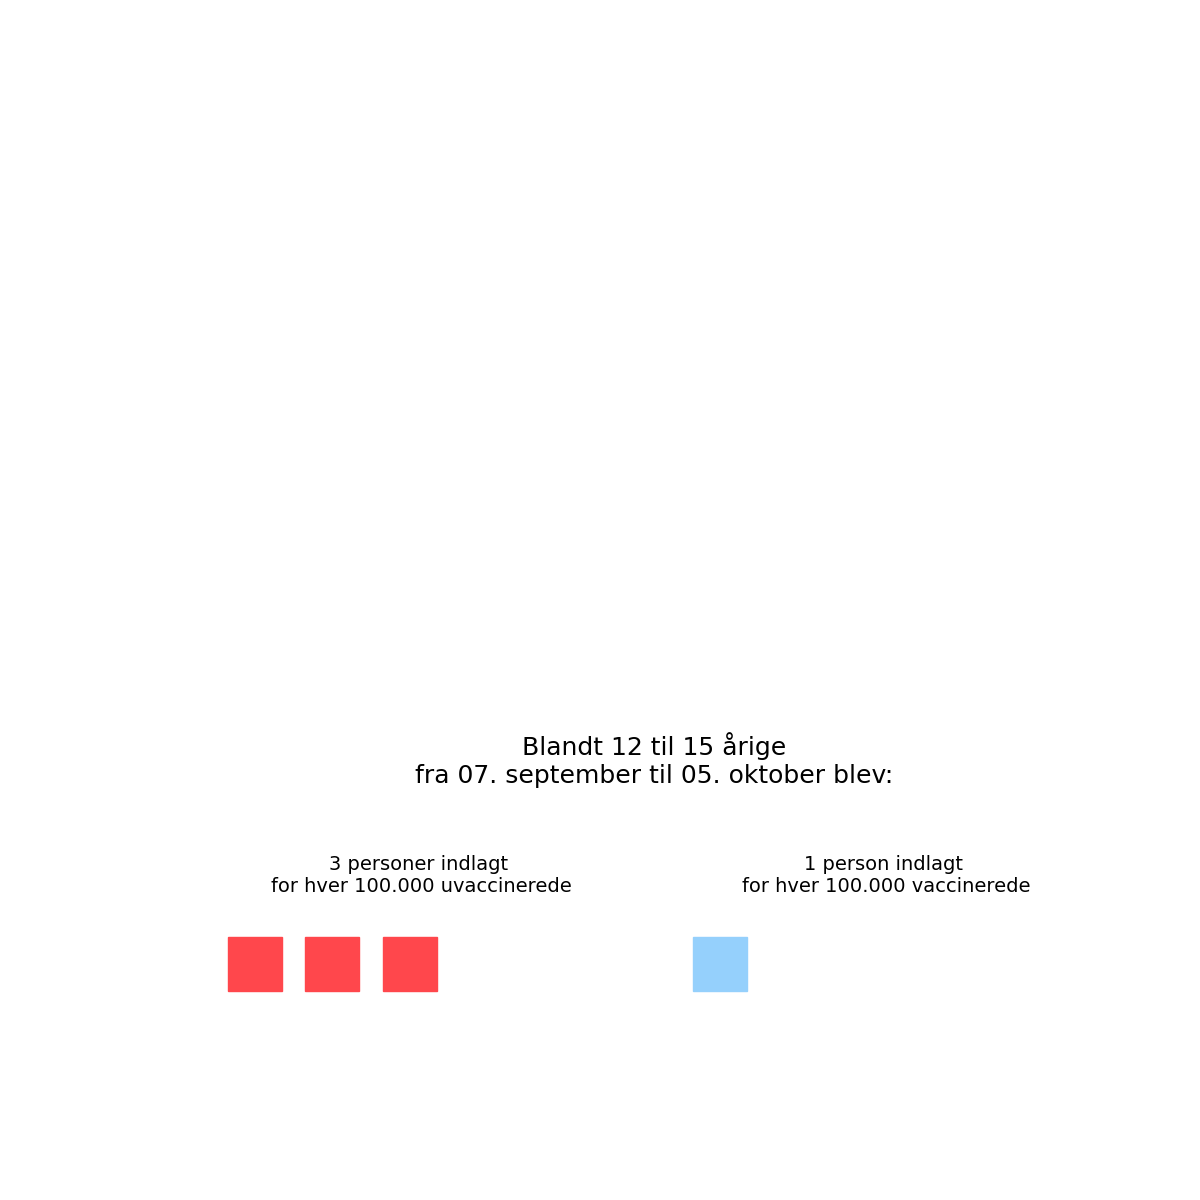 Blandt 12 til 15 årige
fra 07. september til 05. oktober blev:
3 personer indlagt
for hver 100.000 uvaccinerede
1 person indlagt
for hver 100.000 vaccinerede